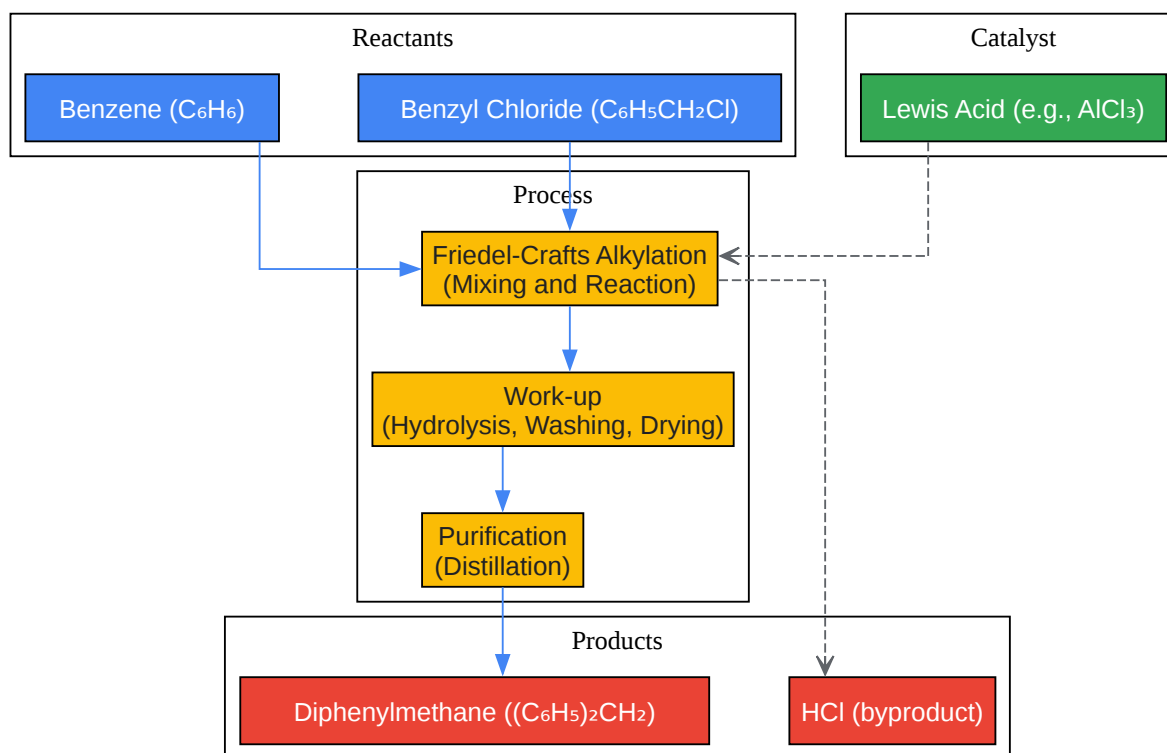 Reactants
Catalyst
Benzene (C₆H₆)
Benzyl Chloride (C₆H₅CH₂Cl)
Lewis Acid (e.g., AlCl₃)
Process
Friedel-Crafts Alkylation
(Mixing and Reaction)
Work-up
(Hydrolysis, Washing, Drying)
Purification
(Distillation)
Products
Diphenylmethane ((C₆H₅)₂CH₂)
HCl (byproduct)